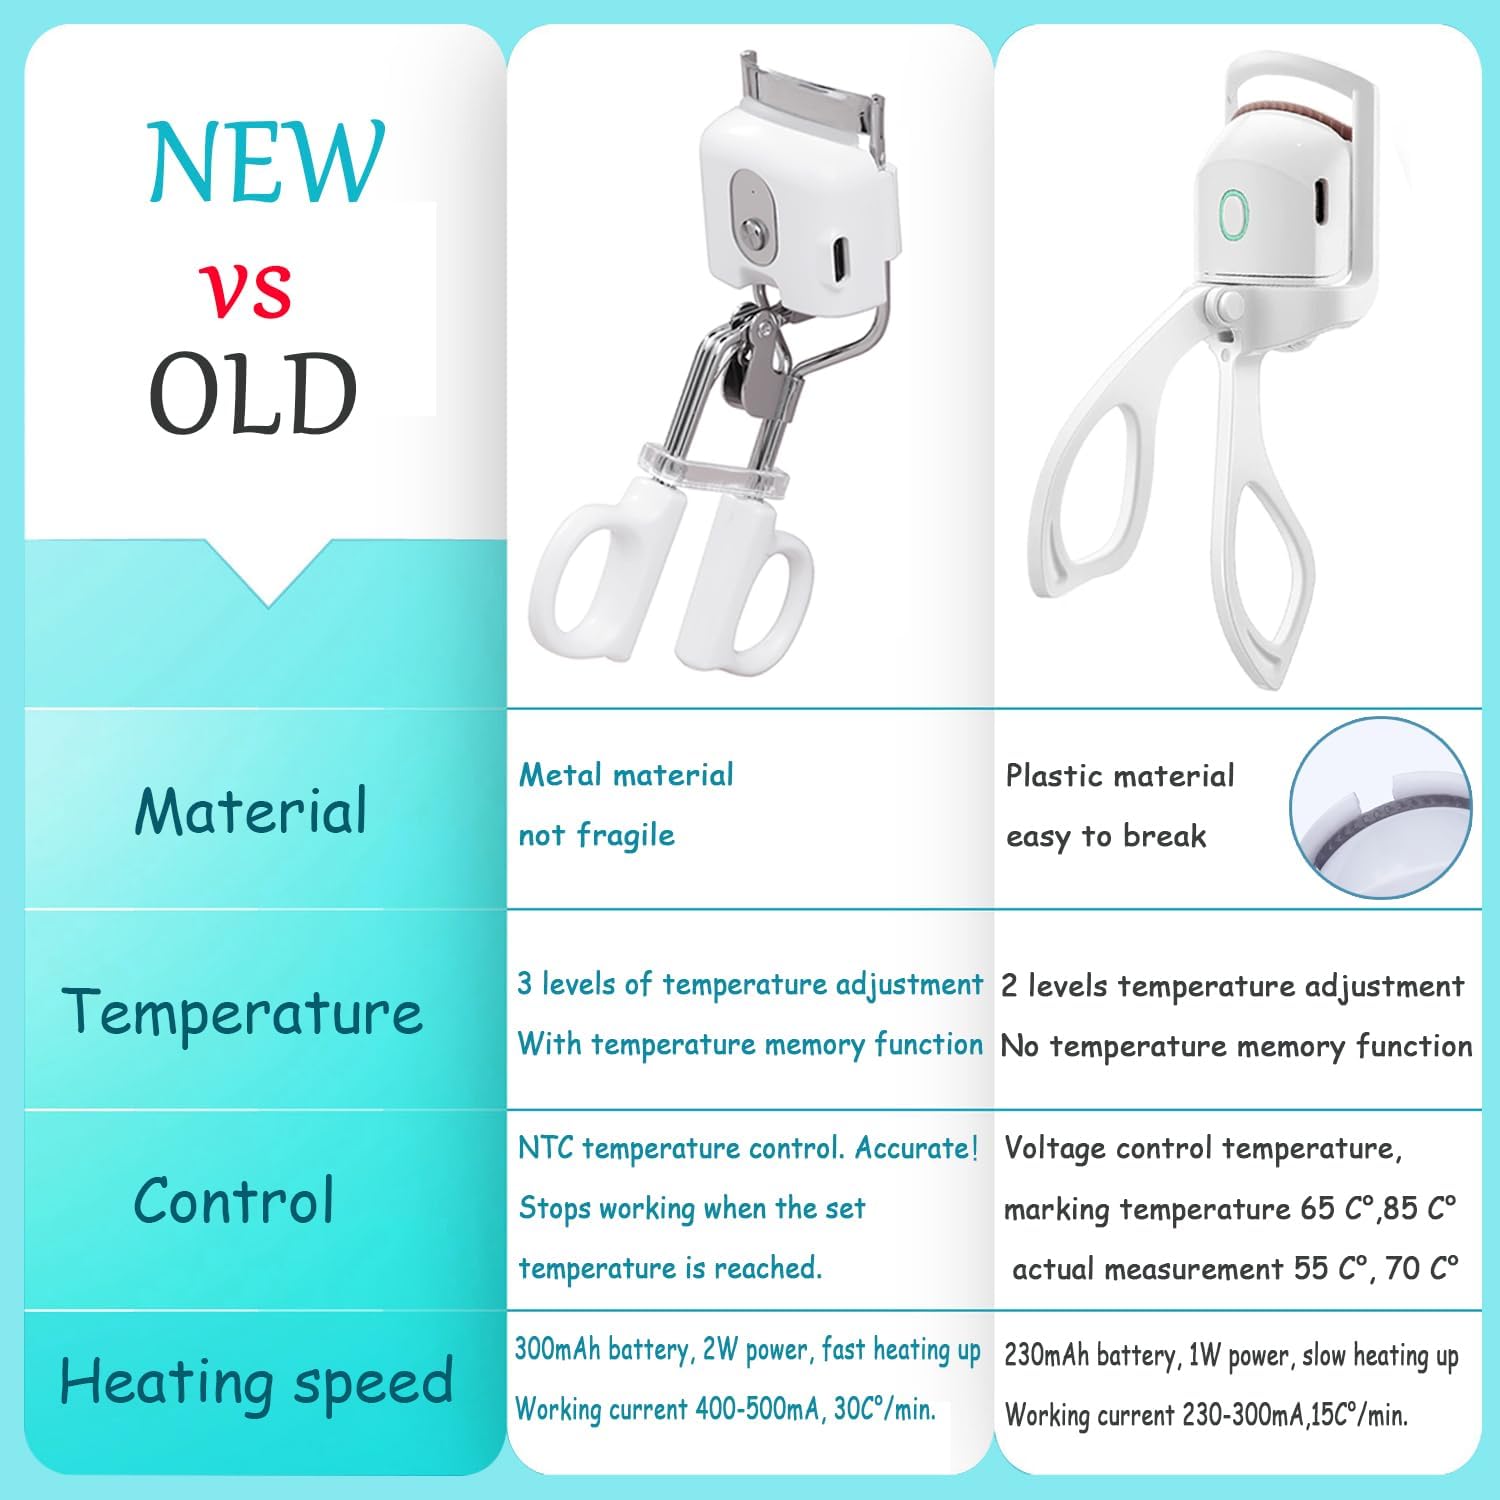 NEW
vs
OLD
Material
Metal material
not fragile
Plastic material
easy to break
Temperature
3 levels of temperature adjustment
With temperature memory function
2 levels temperature adjustment
No temperature memory function
Control
NTC temperature control. Accurate!
Stops working when the set
temperature is reached.
Voltage control temperature,
marking temperature 65 C°,85 C°
actual measurement 55 C°, 70 C°
Heating speed
300mAh battery, 2W power, fast heating up
Working current 400-500mA, 30C°/min.
230mAh battery, 1W power, slow heating up
Working current 230-300mA,15C°/min.